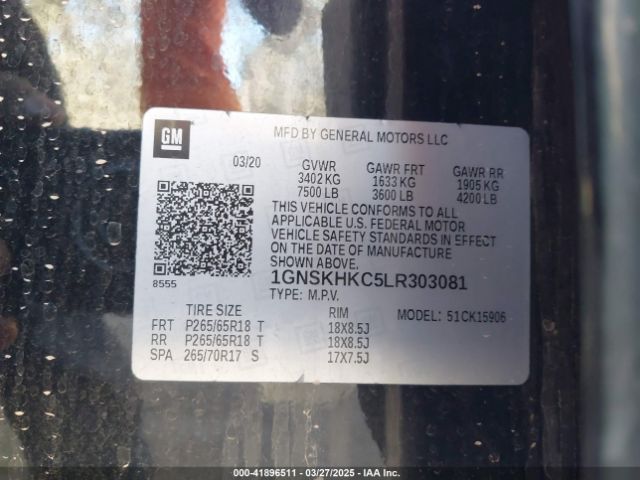 GM
MFD BY GENERAL MOTORS LLC
03/20 GVWR GAWR FRT GAWR RR
3402 KG 1633 KG 1905 KG
7500 LB 3600 LB 4200 LB
THIS VEHICLE CONFORMS TO ALL
APPLICABLE U.S. FEDERAL MOTOR
VEHICLE SAFETY STANDARDS IN EFFECT
ON THE DATE OF MANUFACTURE
SHOWN ABOVE.
1GNSKHKC5LR303081
8555
TYPE: M.P.V.
TIRE SIZE RIM MODEL: 51CK15906
FRT P265/65R18 T 18X8.5J
RR P265/65R18 T 18X8.5J
SPA 265/70R17 S 17X7.5J
000-41896511 — 03/27/2025 — IAA Inc.